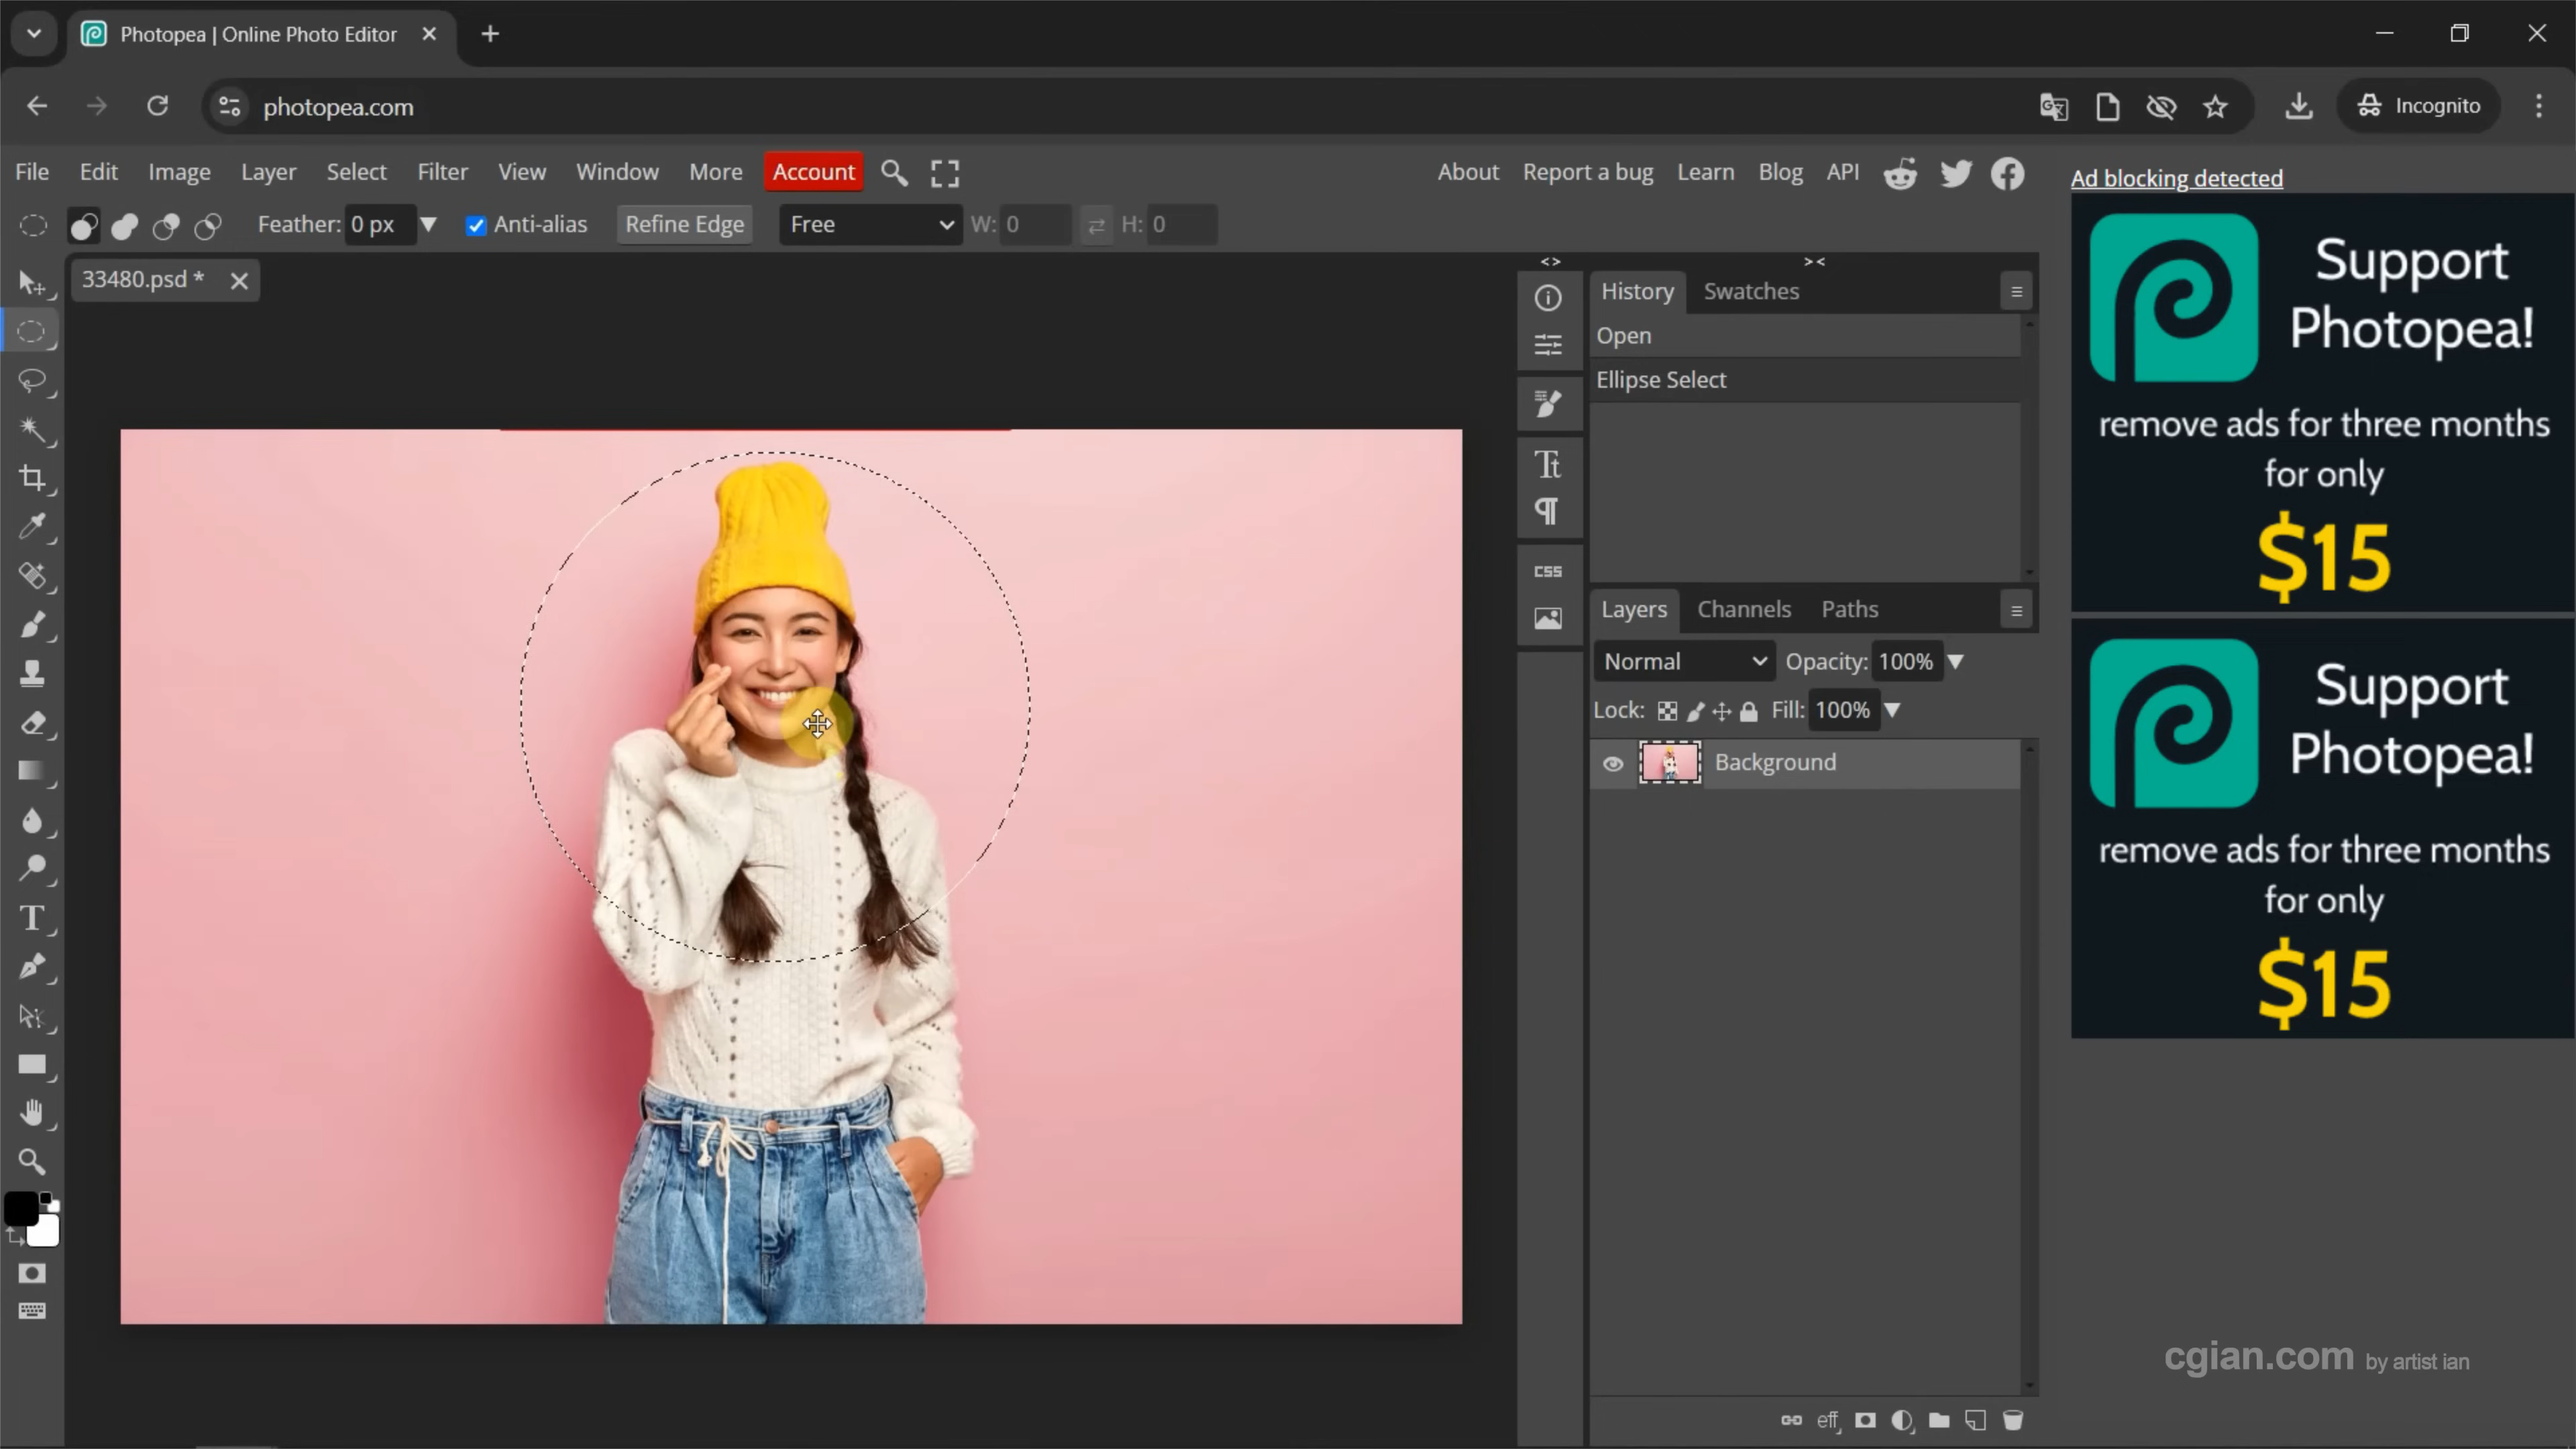 Photopea | Online Photo Editor
photopea.com
Incognito
File Edit Image Layer Select Filter View Window More Account
About Report a bug Learn Blog API
Ad blocking detected
Feather: 0 px Anti-alias Refine Edge Free W: 0 H: 0
33480.psd *
History Swatches
Open
Ellipse Select
Tt
CSS
Layers Channels Paths
Normal Opacity: 100%
Lock: Fill: 100%
Background
T
eff
Support
Photopea!
remove ads for three months
for only
$15
Support
Photopea!
remove ads for three months
for only
$15
cgian.com by artist ian